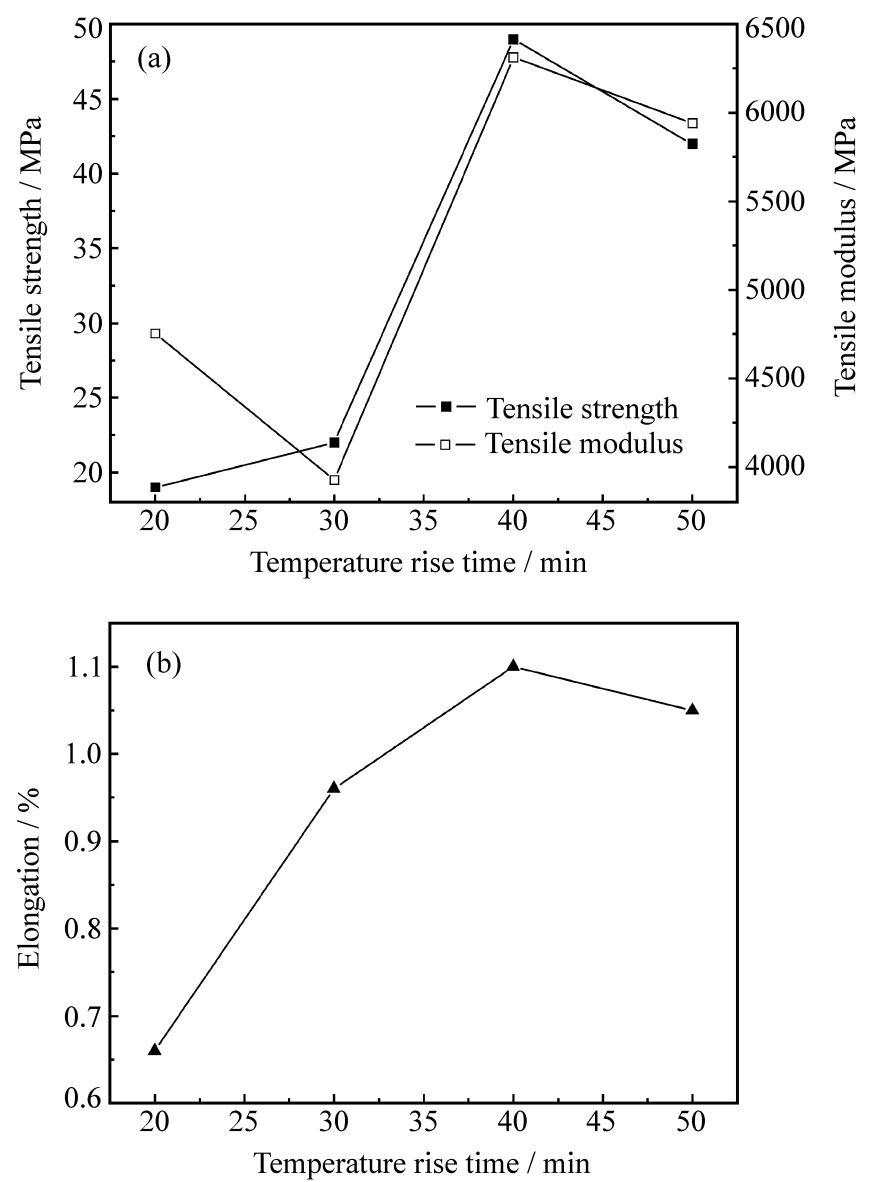 (a)
Tensile strength / MPa
50
45
40
35
30
25
20
6500
6000
5500
5000
4500
4000
Tensile modulus / MPa
Tensile strength
Tensile modulus
20 25 30 35 40 45 50
Temperature rise time / min
(b)
Elongation / %
1.1
1.0
0.9
0.8
0.7
0.6
20 25 30 35 40 45 50
Temperature rise time / min